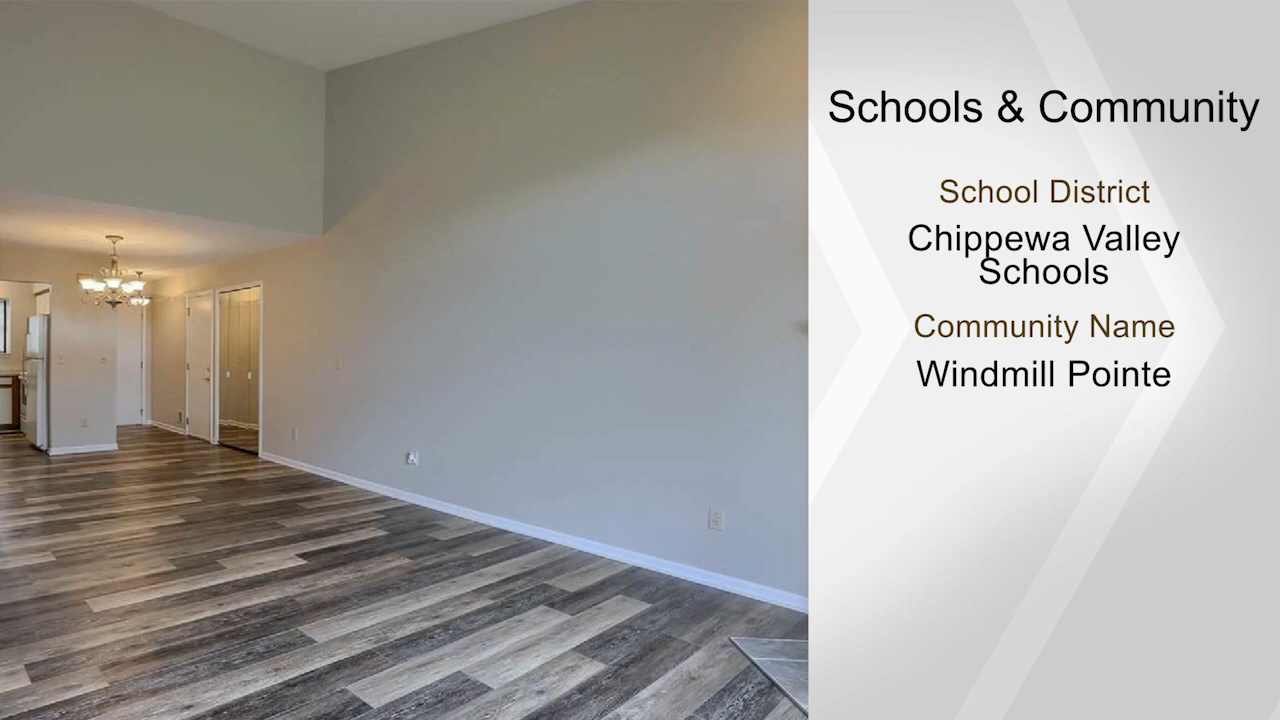 Schools & Community
School District
Chippewa Valley
Schools
Community Name
Windmill Pointe